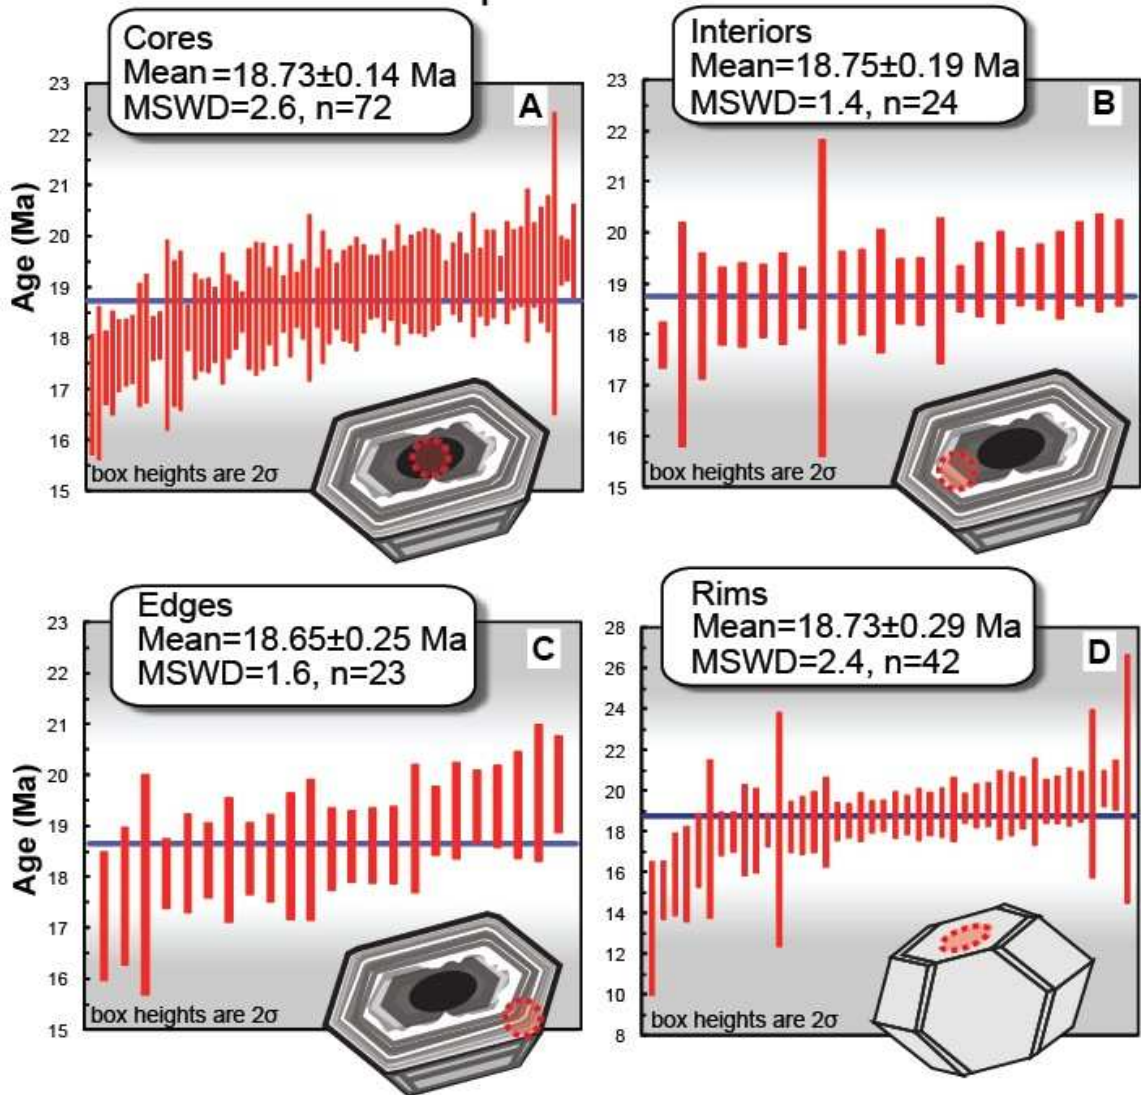 Cores
Mean=18.73±0.14 Ma
MSWD=2.6, n=72
A
Age (Ma)
23
22
21
20
19
18
17
16
15
box heights are 2σ
Interiors
Mean=18.75±0.19 Ma
MSWD=1.4, n=24
B
23
22
21
20
19
18
17
16
15
box heights are 2σ
Edges
Mean=18.65±0.25 Ma
MSWD=1.6, n=23
C
Age (Ma)
23
22
21
20
19
18
17
16
15
box heights are 2σ
Rims
Mean=18.73±0.29 Ma
MSWD=2.4, n=42
D
28
26
24
22
20
18
16
14
12
10
8
box heights are 2σ